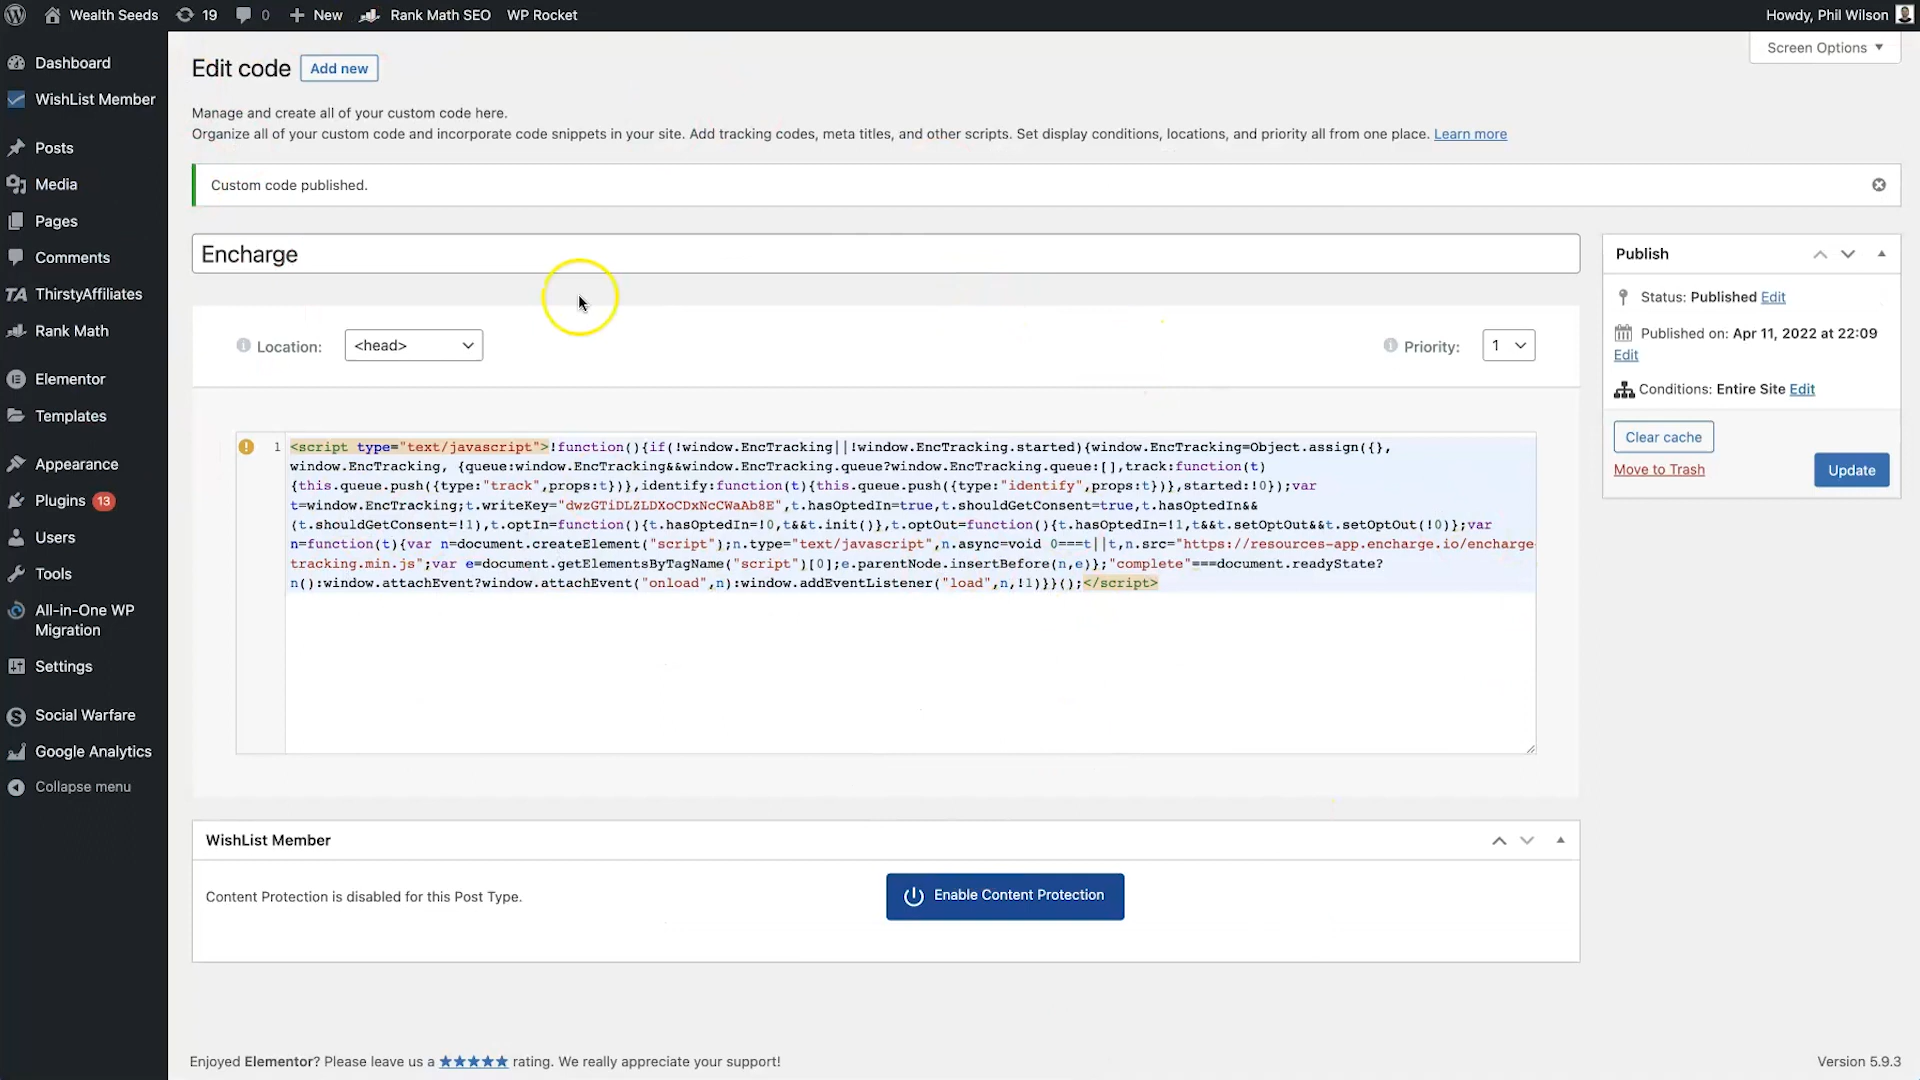 Wealth Seeds 19 0 New Rank Math SEO WP Rocket Howdy, Phil Wilson
Screen Options
Dashboard
WishList Member
Posts
Media
Pages
Comments
TA ThirstyAffiliates
Rank Math
Elementor
Templates
Appearance
Plugins 13
Users
Tools
All-in-One WP
Migration
Settings
Social Warfare
Google Analytics
Collapse menu
Edit code Add new
Manage and create all of your custom code here.
Organize all of your custom code and incorporate code snippets in your site. Add tracking codes, meta titles, and other scripts. Set display conditions, locations, and priority all from one place. Learn more
Custom code published.
Encharge
Location: <head> Priority: 1
1 <script type="text/javascript">!function(){if(!window.EncTracking||!window.EncTracking.started){window.EncTracking=Object.assign({},
window.EncTracking, {queue:window.EncTracking&&window.EncTracking.queue?window.EncTracking.queue:[],track:function(t)
{this.queue.push({type:"track",props:t})},identify:function(t){this.queue.push({type:"identify",props:t})},started:!0});var
t=window.EncTracking;t.writeKey="dwzGTiDLZLDXoCDxNcCWaAb8E",t.hasOptedIn=true,t.shouldGetConsent=true,t.hasOptedIn&&
(t.shouldGetConsent=!1),t.optIn=function(){t.hasOptedIn=!0,t&&t.init()},t.optOut=function(){t.hasOptedIn=!1,t&&t.setOptOut&&t.setOptOut(!0)};var
n=function(t){var n=document.createElement("script");n.type="text/javascript",n.async=void 0===t||t,n.src="https://resources-app.encharge.io/encharge-
tracking.min.js";var e=document.getElementsByTagName("script")[0];e.parentNode.insertBefore(n,e)};"complete"===document.readyState?
n():window.attachEvent?window.attachEvent("onload",n):window.addEventListener("load",n,!1)}}();</script>
Publish
Status: Published Edit
Published on: Apr 11, 2022 at 22:09
Edit
Conditions: Entire Site Edit
Clear cache
Move to Trash
Update
WishList Member
Content Protection is disabled for this Post Type.
Enable Content Protection
Enjoyed Elementor? Please leave us a ★★★★★ rating. We really appreciate your support!
Version 5.9.3